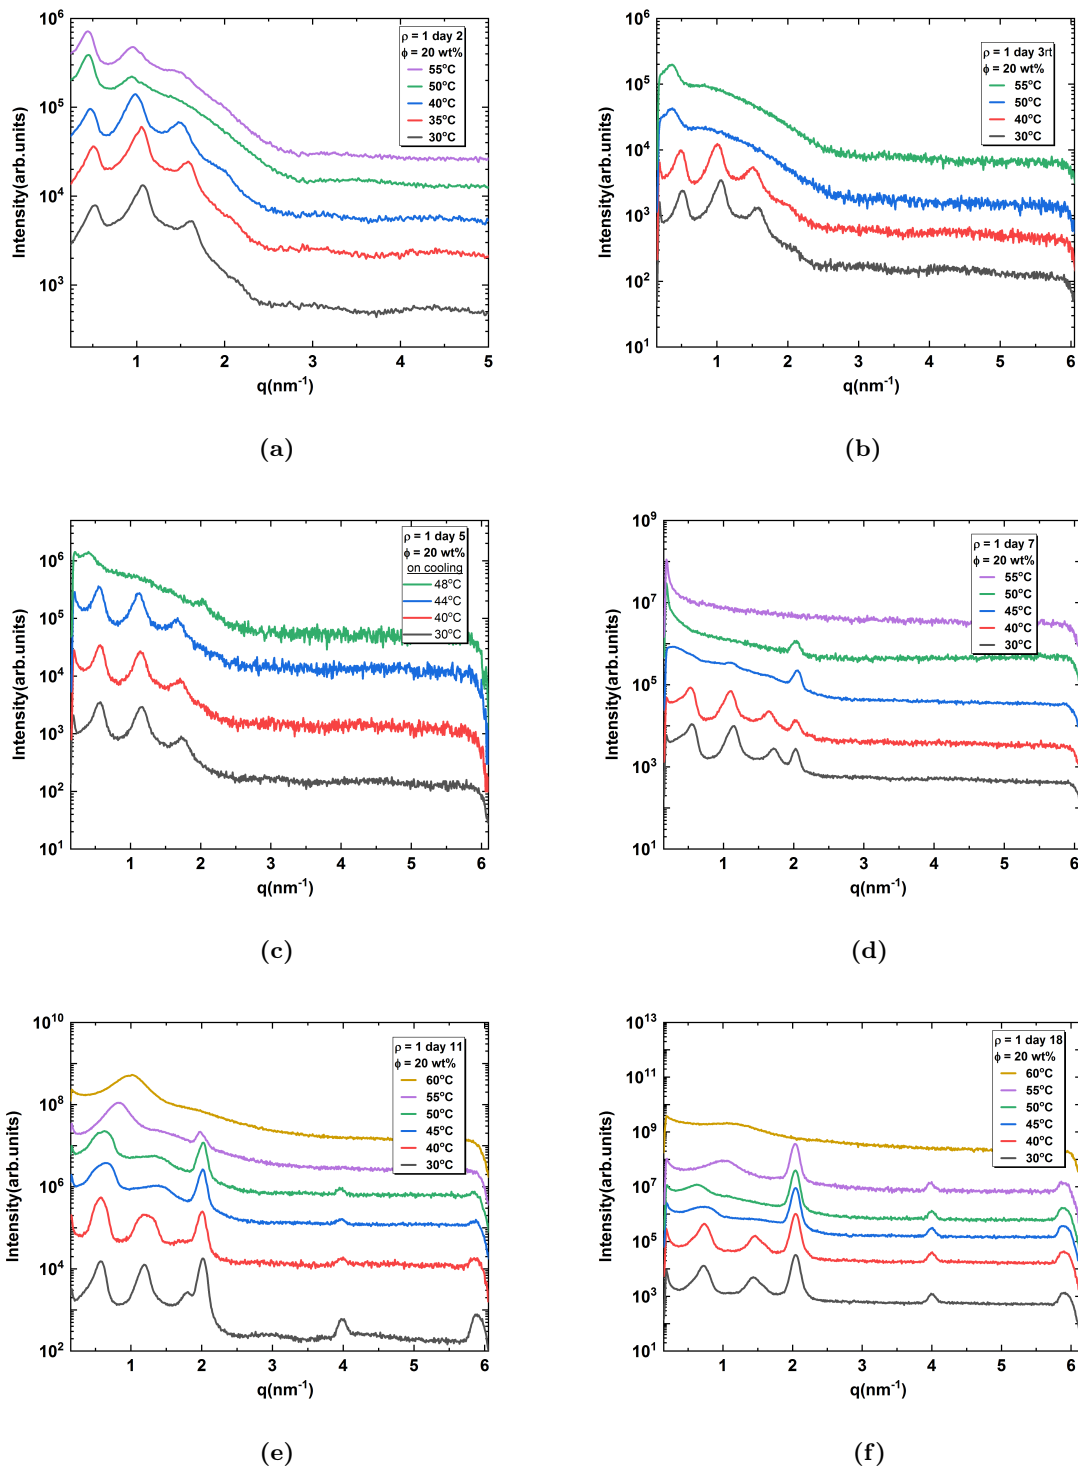 10⁶
10⁵
10⁴
10³
Intensity(arb.units)
ρ = 1 day 2
ϕ = 20 wt%
55°C
50°C
40°C
35°C
30°C
1 2 3 4 5
q(nm⁻¹)
(a)
10⁶
10⁵
10⁴
10³
10²
10¹
Intensity(arb.units)
ρ = 1 day 3rt
ϕ = 20 wt%
55°C
50°C
40°C
30°C
1 2 3 4 5 6
q(nm⁻¹)
(b)
10⁶
10⁵
10⁴
10³
10²
10¹
Intensity(arb.units)
ρ = 1 day 5
ϕ = 20 wt%
on cooling
48°C
44°C
40°C
30°C
1 2 3 4 5 6
q(nm⁻¹)
(c)
10⁹
10⁷
10⁵
10³
10¹
Intensity(arb.units)
ρ = 1 day 7
ϕ = 20 wt%
55°C
50°C
45°C
40°C
30°C
1 2 3 4 5 6
q(nm⁻¹)
(d)
10¹⁰
10⁸
10⁶
10⁴
10²
Intensity(arb.units)
ρ = 1 day 11
ϕ = 20 wt%
60°C
55°C
50°C
45°C
40°C
30°C
1 2 3 4 5 6
q(nm⁻¹)
(e)
10¹³
10¹¹
10⁹
10⁷
10⁵
10³
10¹
Intensity(arb.units)
ρ = 1 day 18
ϕ = 20 wt%
60°C
55°C
50°C
45°C
40°C
30°C
1 2 3 4 5 6
q(nm⁻¹)
(f)